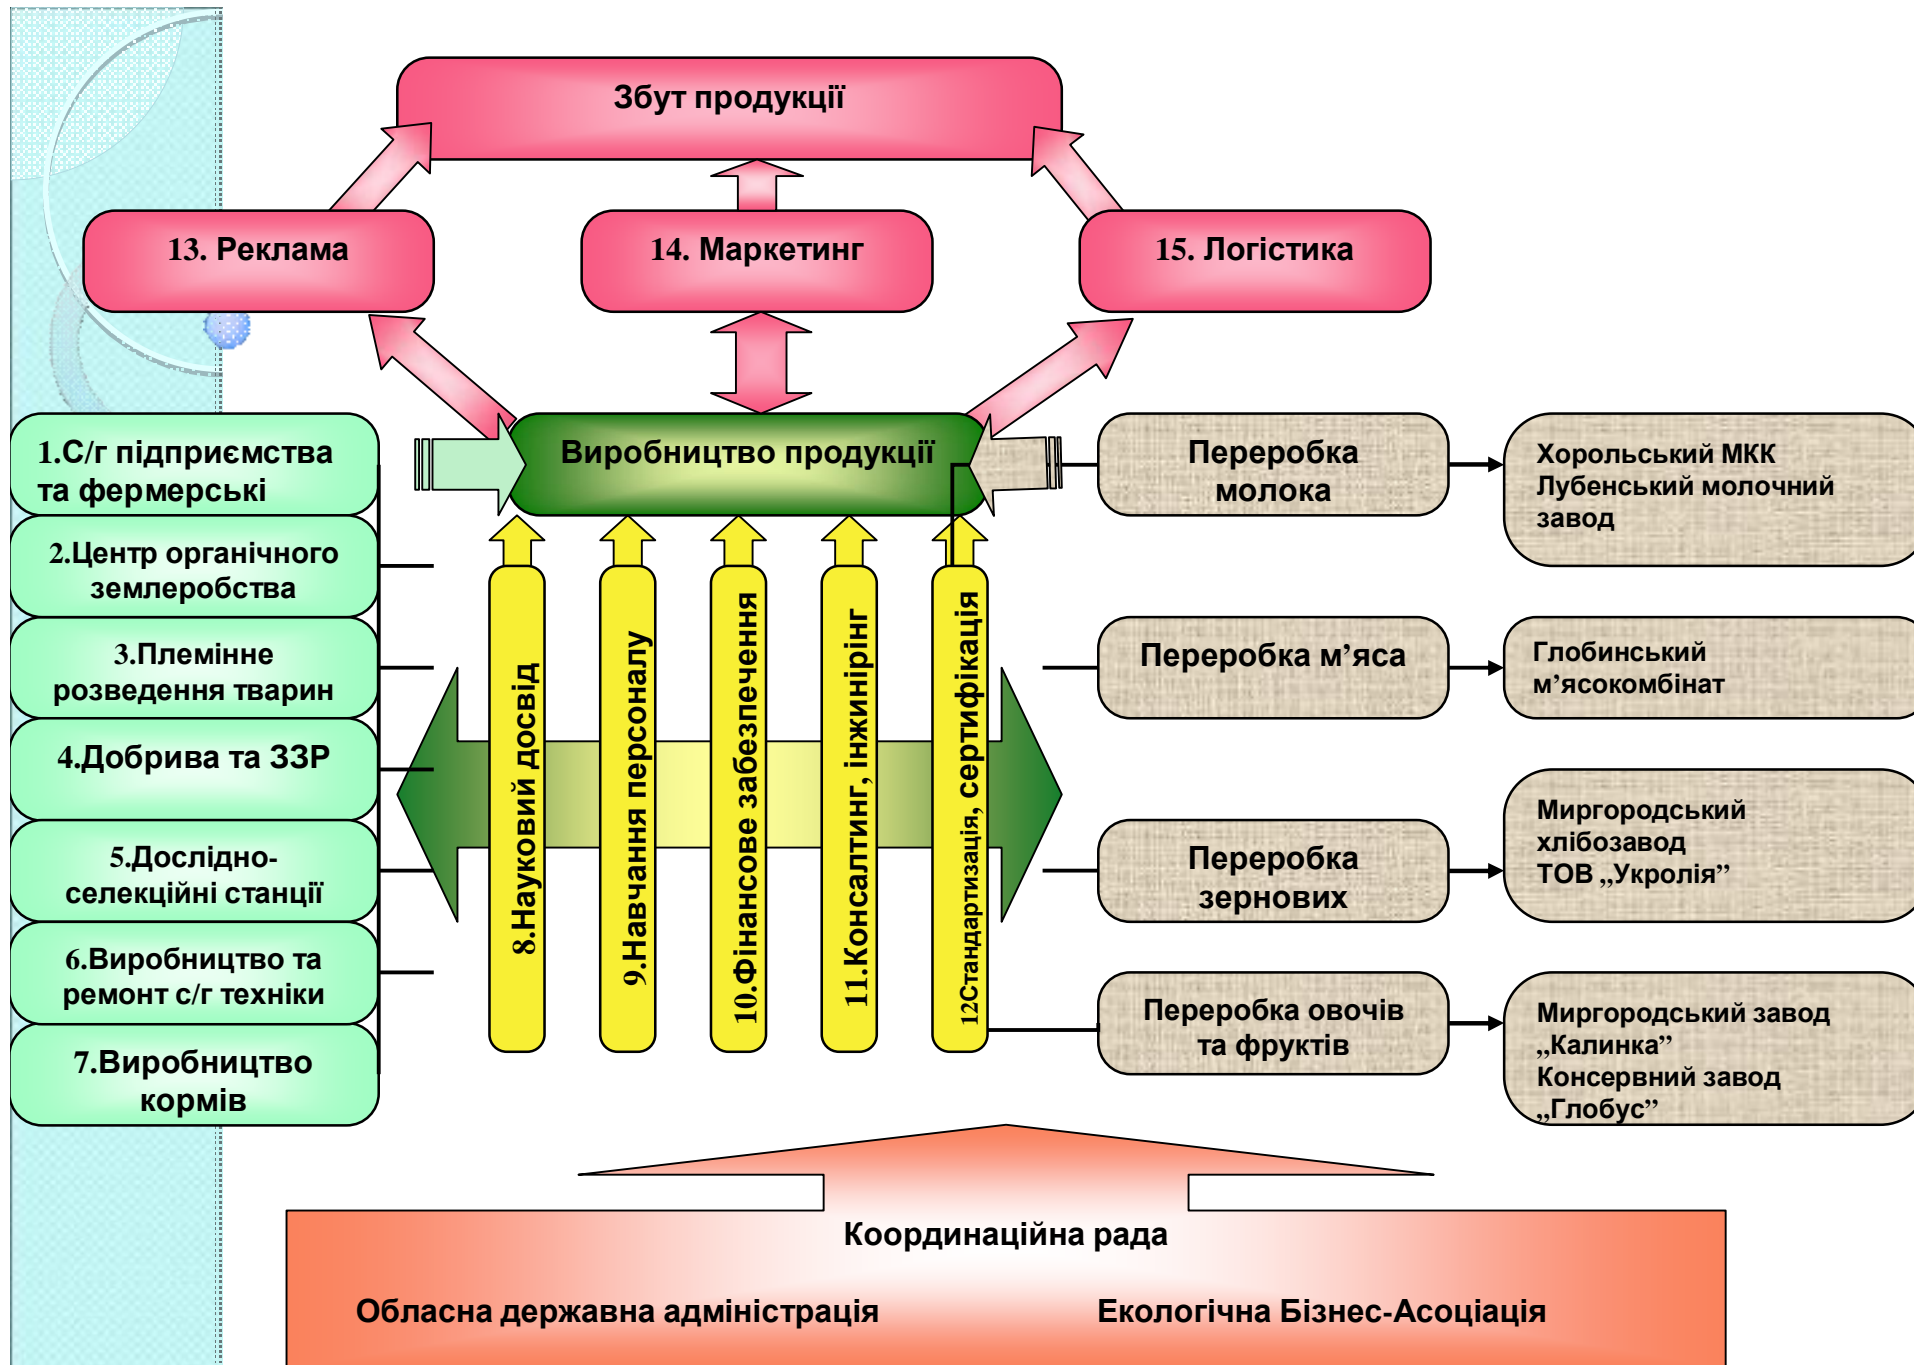 Збут продукції
13. Реклама
14. Маркетинг
15. Логістика
1.С/г підприємства
та фермерські
2.Центр органічного
землеробства
3.Племінне
розведення тварин
4.Добрива та ЗЗР
5.Дослідно-
селекційні станції
6.Виробництво та
ремонт с/г техніки
7.Виробництво
кормів
Виробництво продукції
8.Науковий досвід
9.Навчання персоналу
10.Фінансове забезпечення
11.Консалтинг, інжинірінг
12Стандартизація, сертифікація
Переробка
молока
Хорольський МКК
Лубенський молочний
завод
Переробка м’яса
Глобинський
м’ясокомбінат
Переробка
зернових
Миргородський
хлібозавод
ТОВ „Укролія”
Переробка овочів
та фруктів
Миргородський завод
„Калинка”
Консервний завод
„Глобус”
Координаційна рада
Обласна державна адміністрація
Екологічна Бізнес-Асоціація